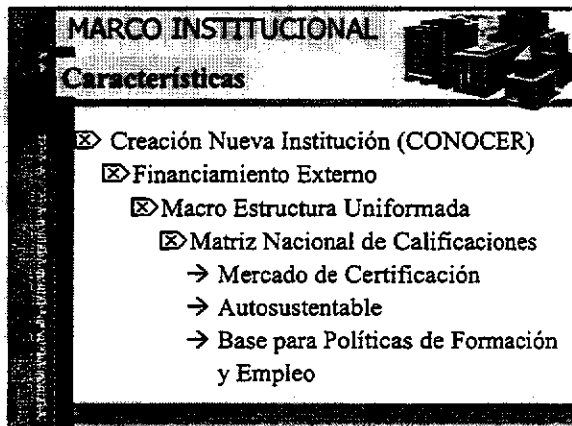 MARCO INSTITUCIONAL
Características
Creación Nueva Institución (CONOCER)
Financiamiento Externo
Macro Estructura Uniformada
Matriz Nacional de Calificaciones
→ Mercado de Certificación
→ Autosustentable
→ Base para Políticas de Formación
y Empleo